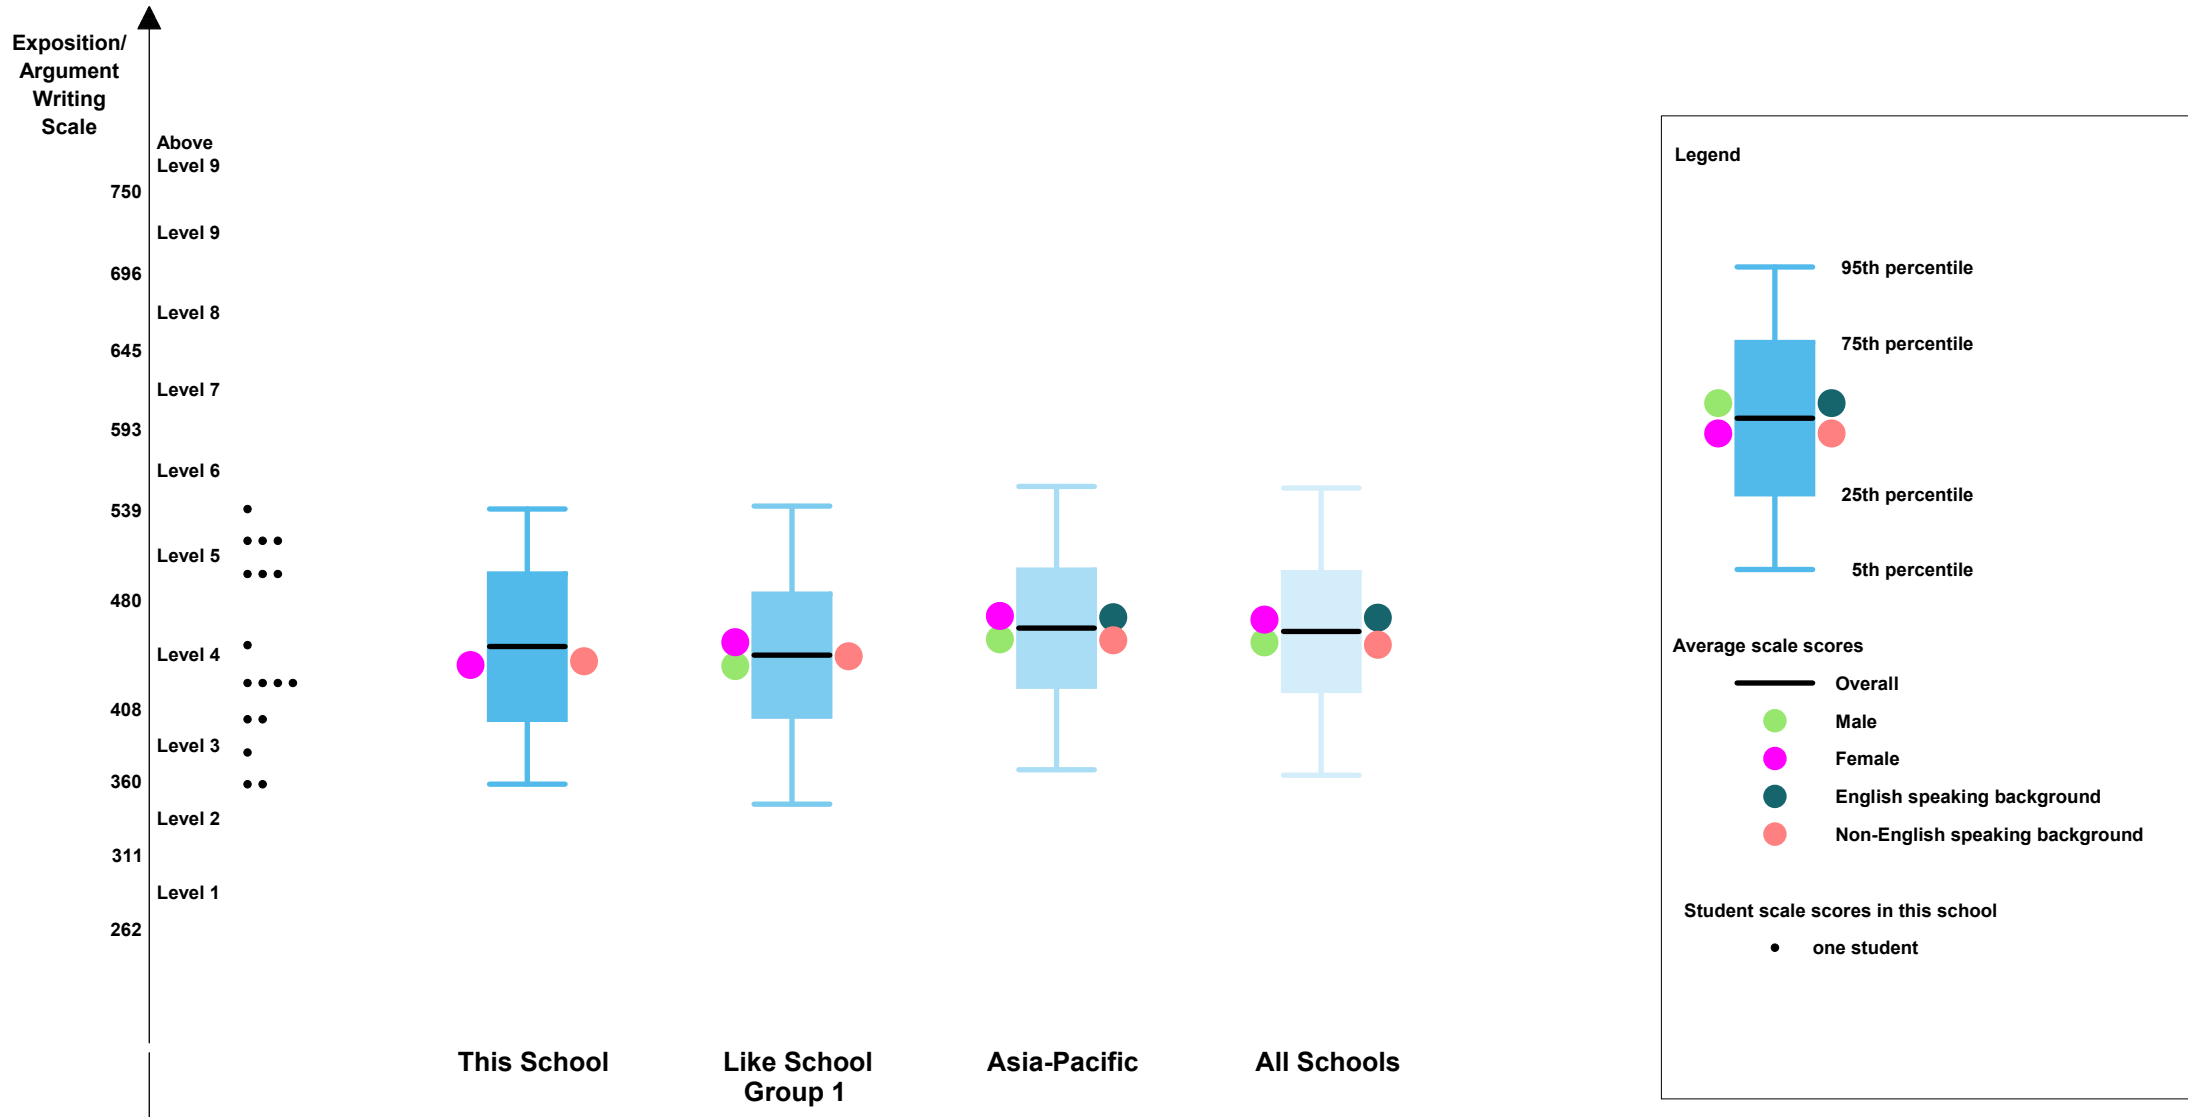 Exposition/
Argument
Writing
Scale
Above
Level 9
750
Level 9
696
Level 8
645
Level 7
593
Level 6
539
Level 5
480
Level 4
408
Level 3
360
Level 2
311
Level 1
262
This School
Like School
Group 1
Asia-Pacific
All Schools
Legend
95th percentile
75th percentile
25th percentile
5th percentile
Average scale scores
Overall
Male
Female
English speaking background
Non-English speaking background
Student scale scores in this school
one student